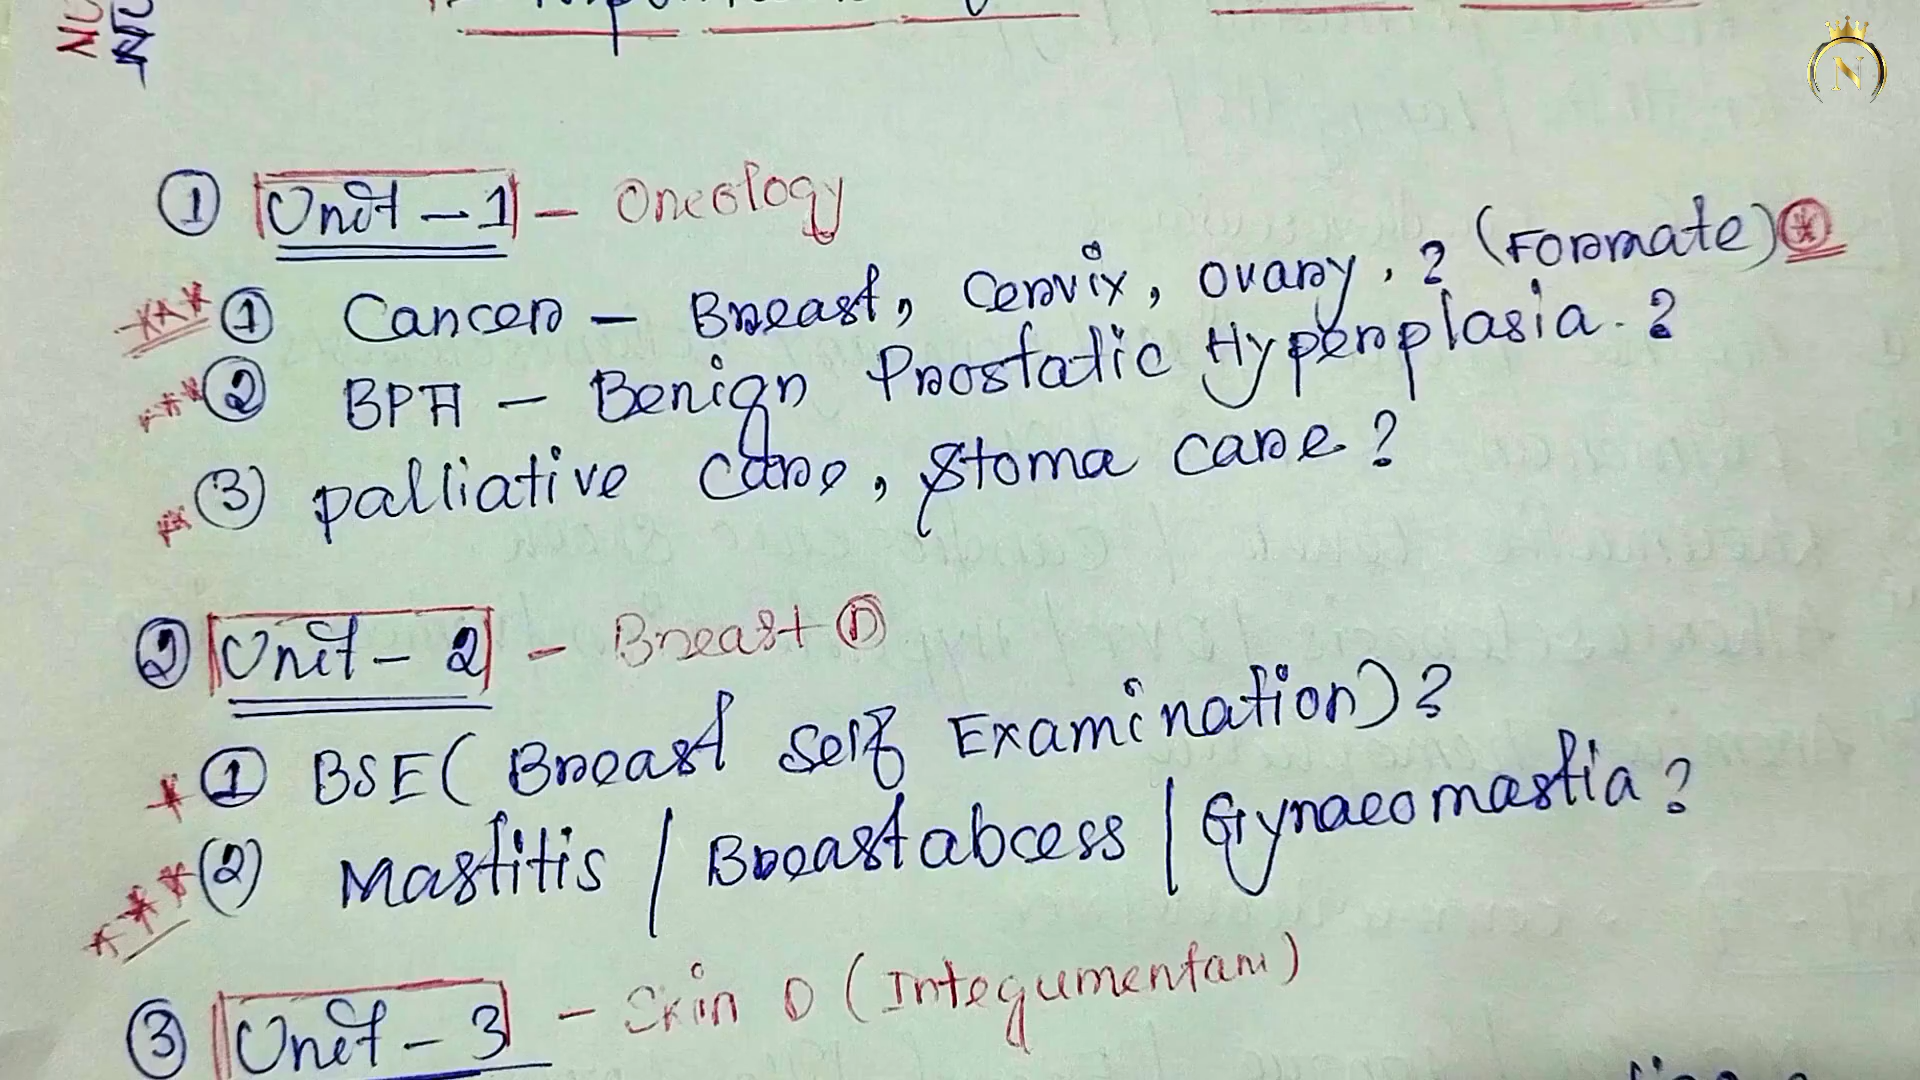 ① Unit - 1 - Oncology
*** ① Cancer - Breast, Cervix, Ovary. ? (Formate) *
*** ② BPH - Benign Prostatic Hyperplasia. ?
** ③ palliative care, Stoma care ?
② Unit - 2 - Breast D
* ① BSE ( Breast Self Examination) ?
*** (2) Mastitis / Breast abcess / Gynaecomastia ?
③ Unit - 3 - Skin D (Integumentary)
N